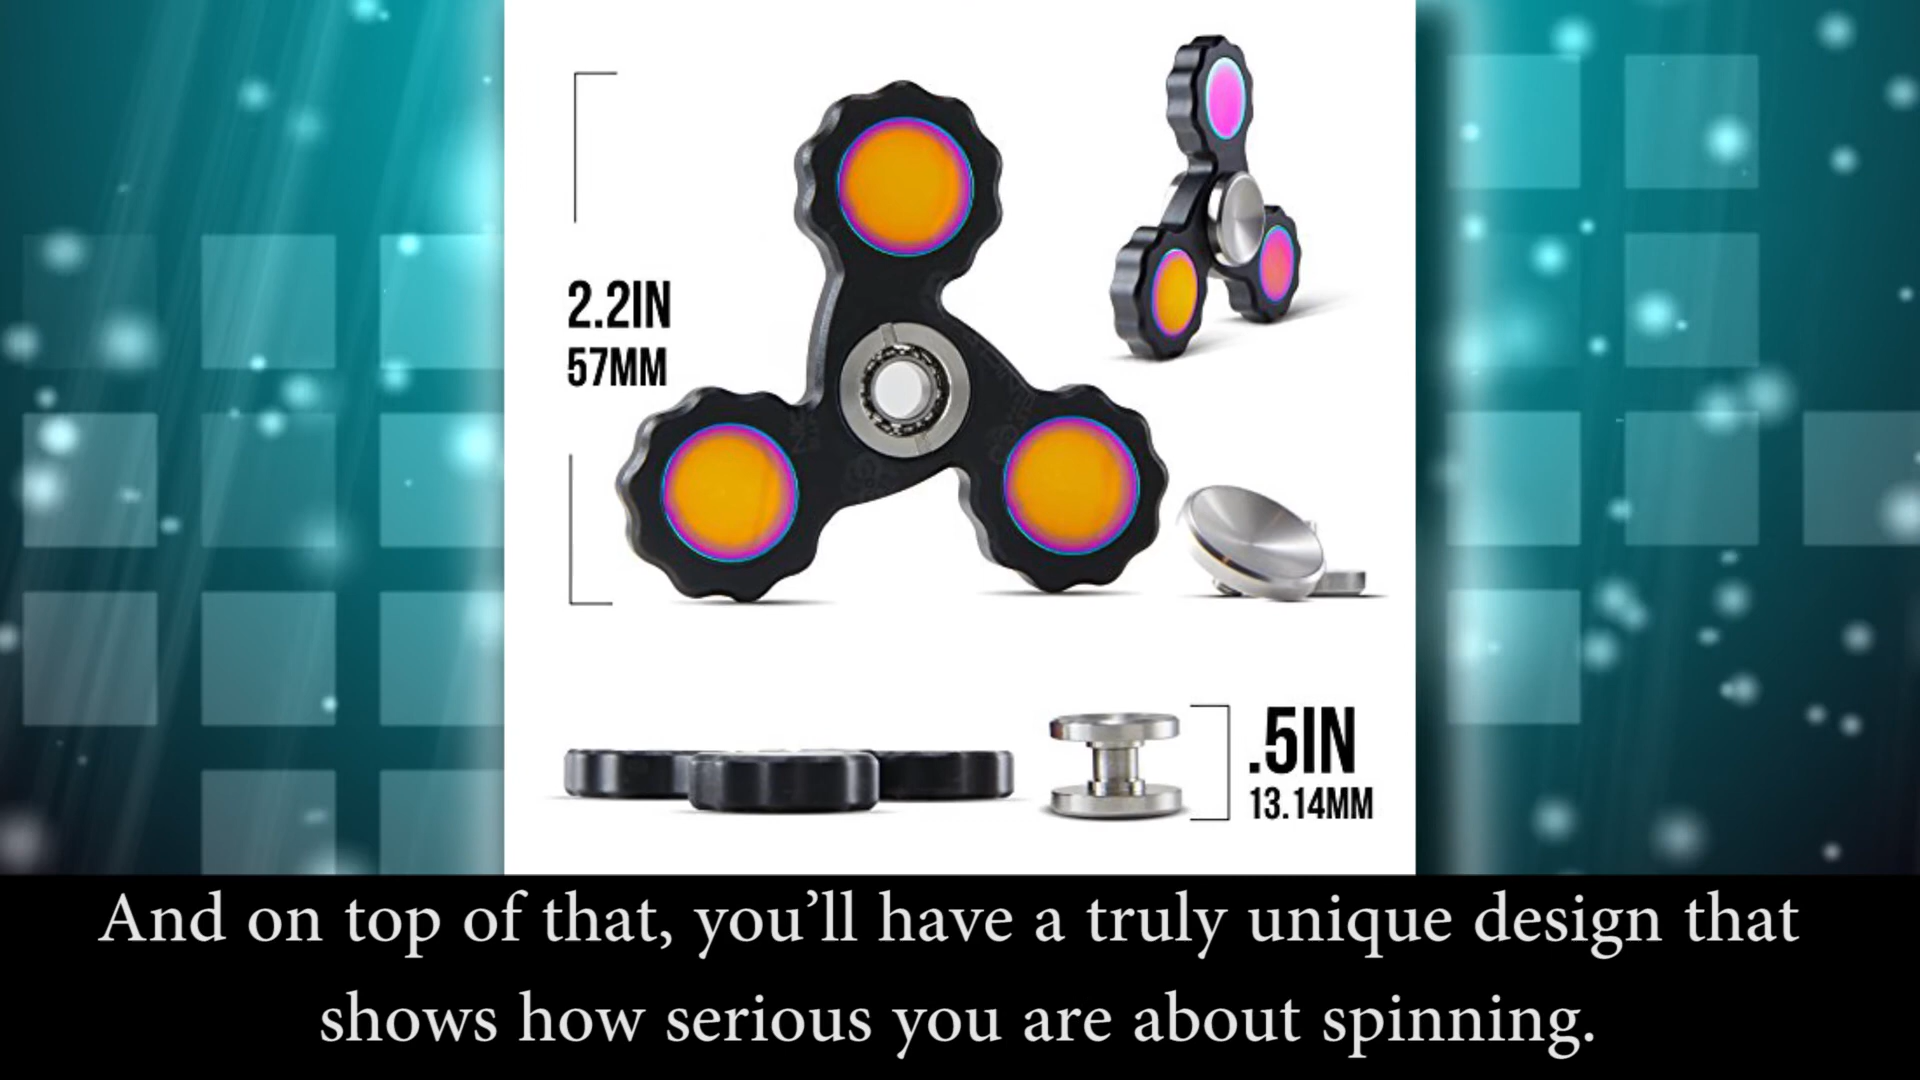 2.2IN
57MM
.5IN
13.14MM
And on top of that, you’ll have a truly unique design that
shows how serious you are about spinning.